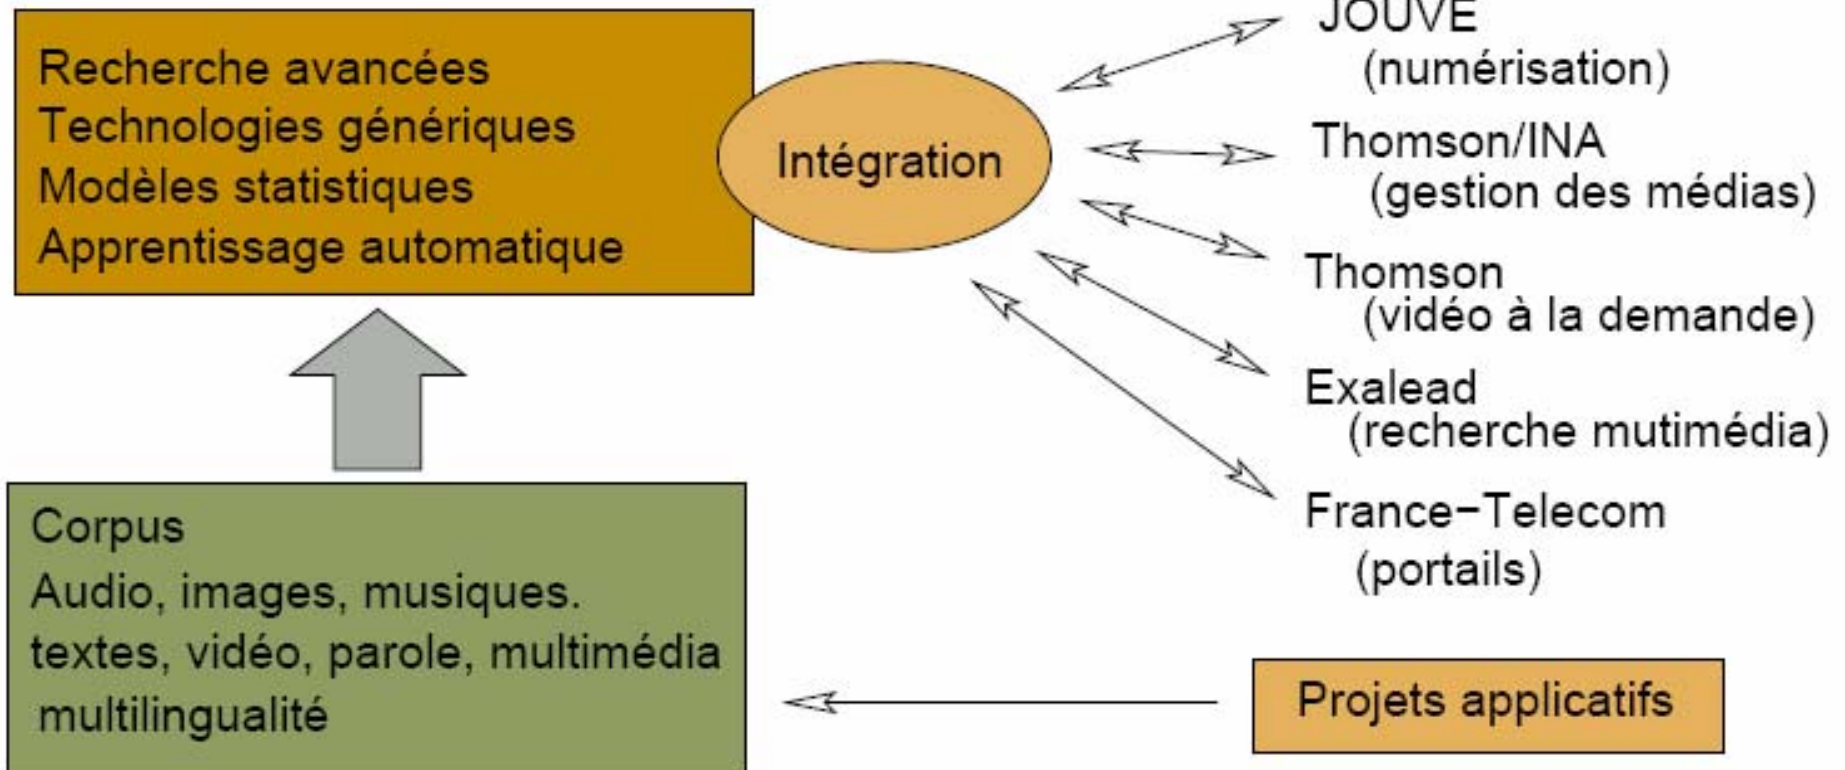 Recherche avancées
Technologies génériques
Modèles statistiques
Apprentissage automatique
Intégration
JOUVE
(numérisation)
Thomson/INA
(gestion des médias)
Thomson
(vidéo à la demande)
Exalead
(recherche mutimédia)
France-Telecom
(portails)
Corpus
Audio, images, musiques.
textes, vidéo, parole, multimédia
multilingualité
Projets applicatifs